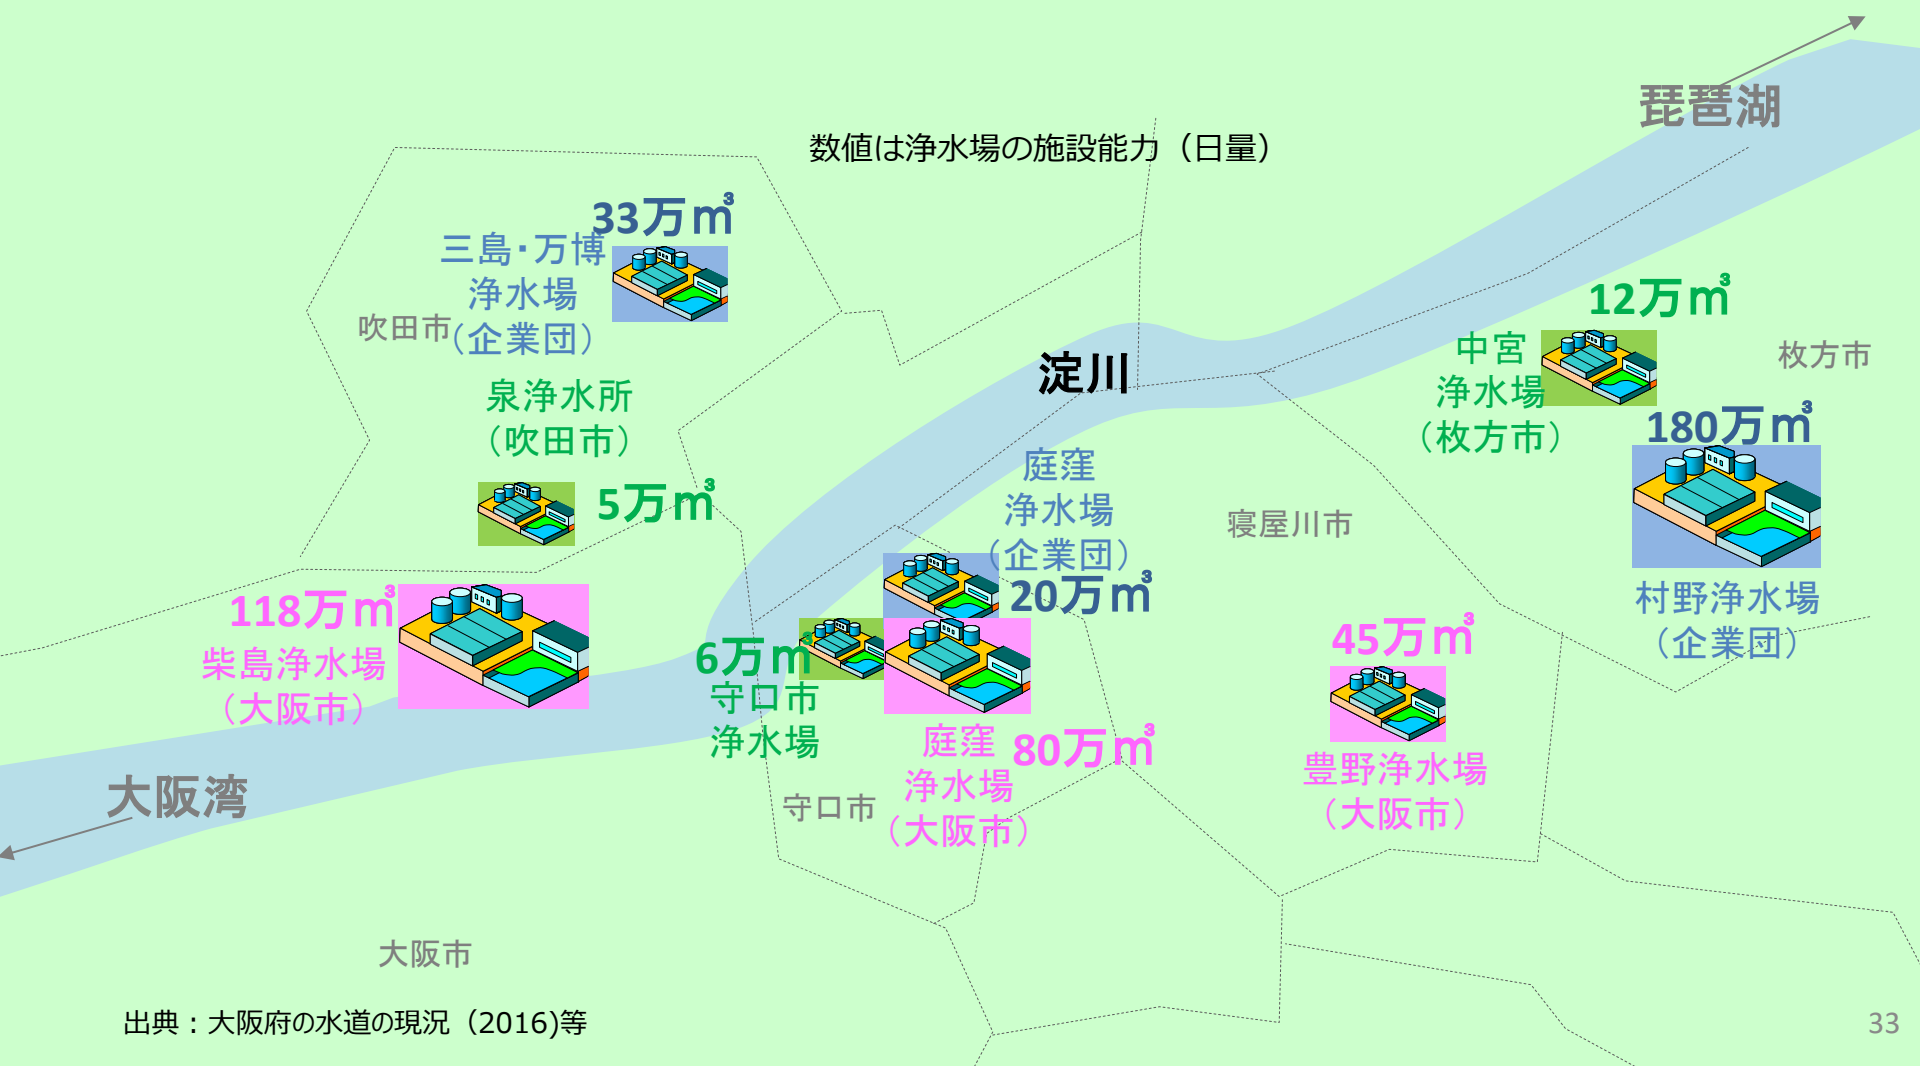 琵琶湖
数値は浄水場の施設能力（日量）
33万㎥
三島・万博
浄水場
（企業団）
吹田市
泉浄水所
（吹田市）
5万㎥
淀川
12万㎥
中宮
浄水場
（枚方市）
枚方市
180万㎥
村野浄水場
（企業団）
庭窪
浄水場
（企業団）
20万㎥
寝屋川市
118万㎥
柴島浄水場
（大阪市）
6万㎥
守口市
浄水場
庭窪
浄水場
（大阪市）
80万㎥
45万㎥
豊野浄水場
（大阪市）
大阪湾
守口市
大阪市
出典：大阪府の水道の現況（2016)等
33